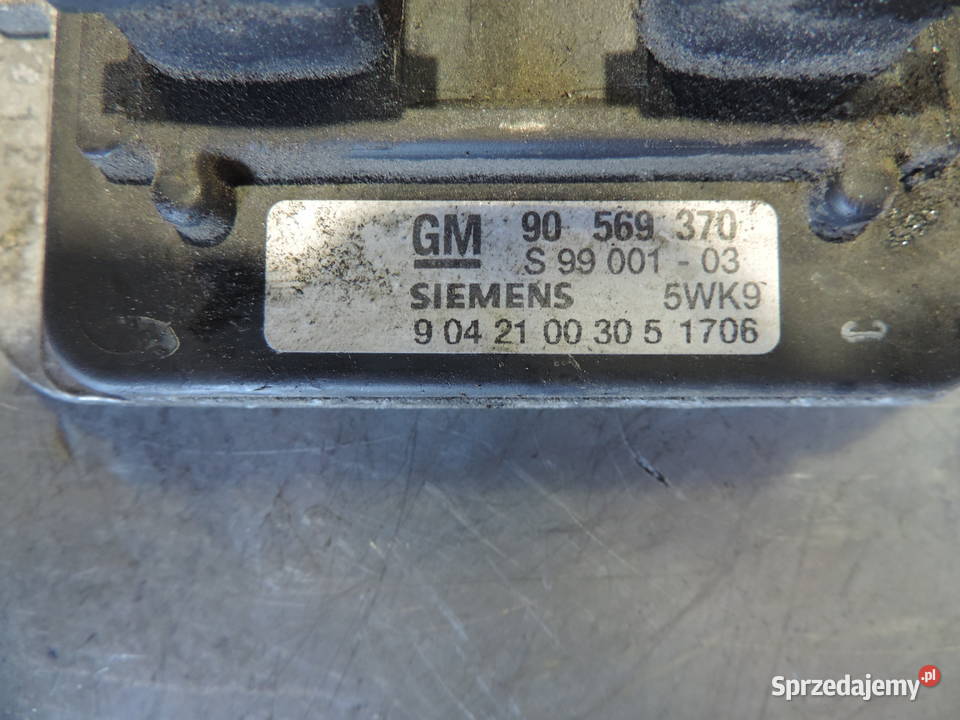 GM 90 569 370
S 99 001 - 03
SIEMENS 5WK9
9 04 21 00 30 5 1706
Sprzedajemy.pl